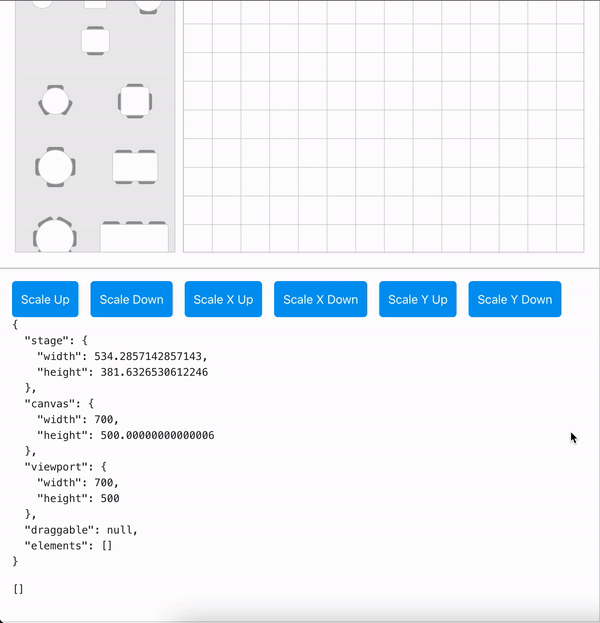 Scale Up Scale Down Scale X Up Scale X Down Scale Y Up Scale Y Down
{
  "stage": {
    "width": 534.2857142857143,
    "height": 381.6326530612246
  },
  "canvas": {
    "width": 700,
    "height": 500.00000000000006
  },
  "viewport": {
    "width": 700,
    "height": 500
  },
  "draggable": null,
  "elements": []
}
[]